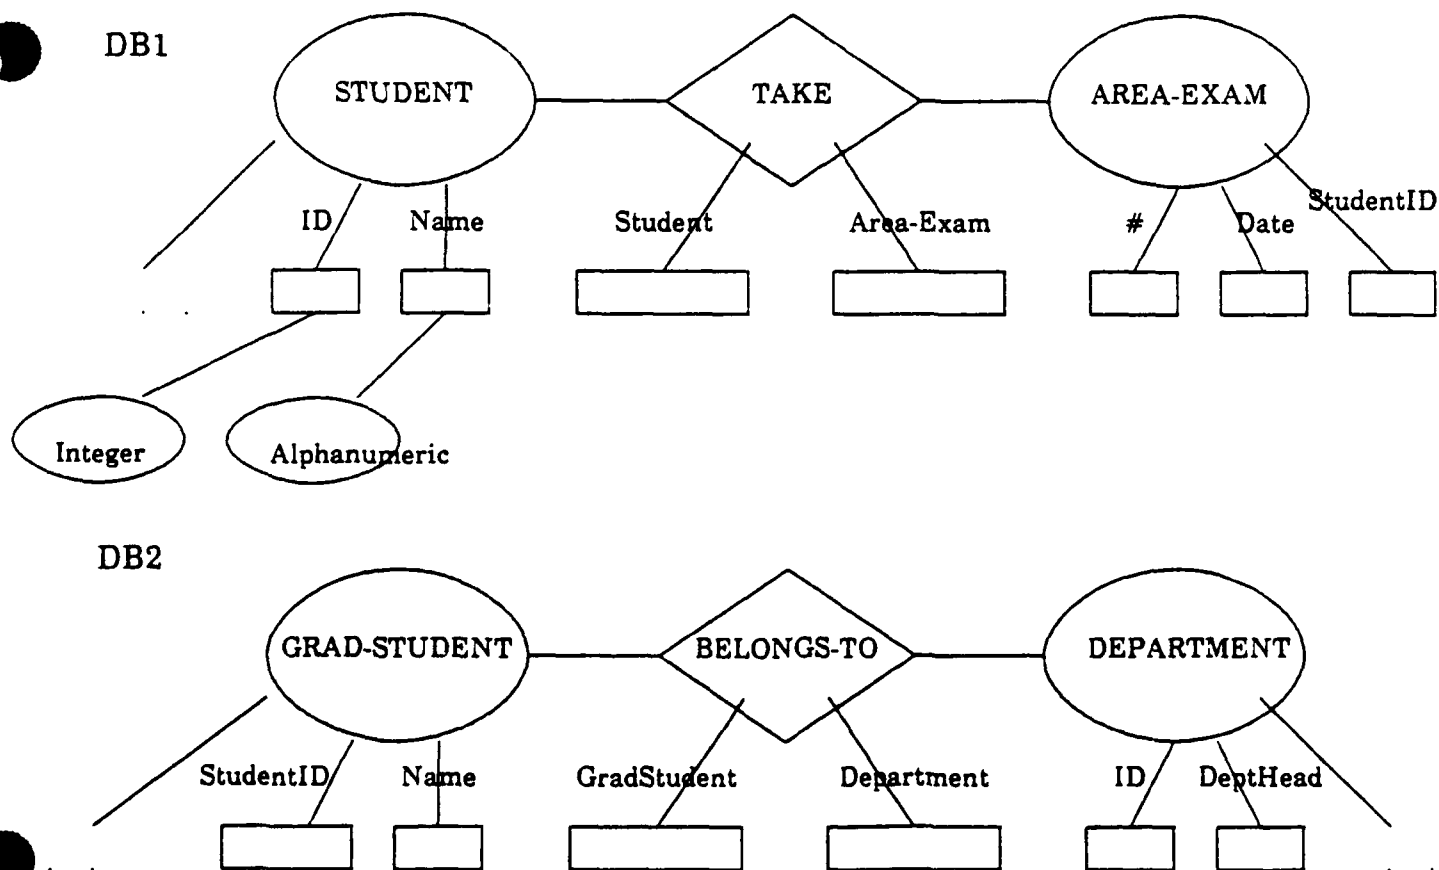 DB1
STUDENT TAKE AREA-EXAM
ID Name Student Area-Exam # Date StudentID
Integer Alphanumeric
DB2
GRAD-STUDENT BELONGS-TO DEPARTMENT
StudentID Name GradStudent Department ID DeptHead